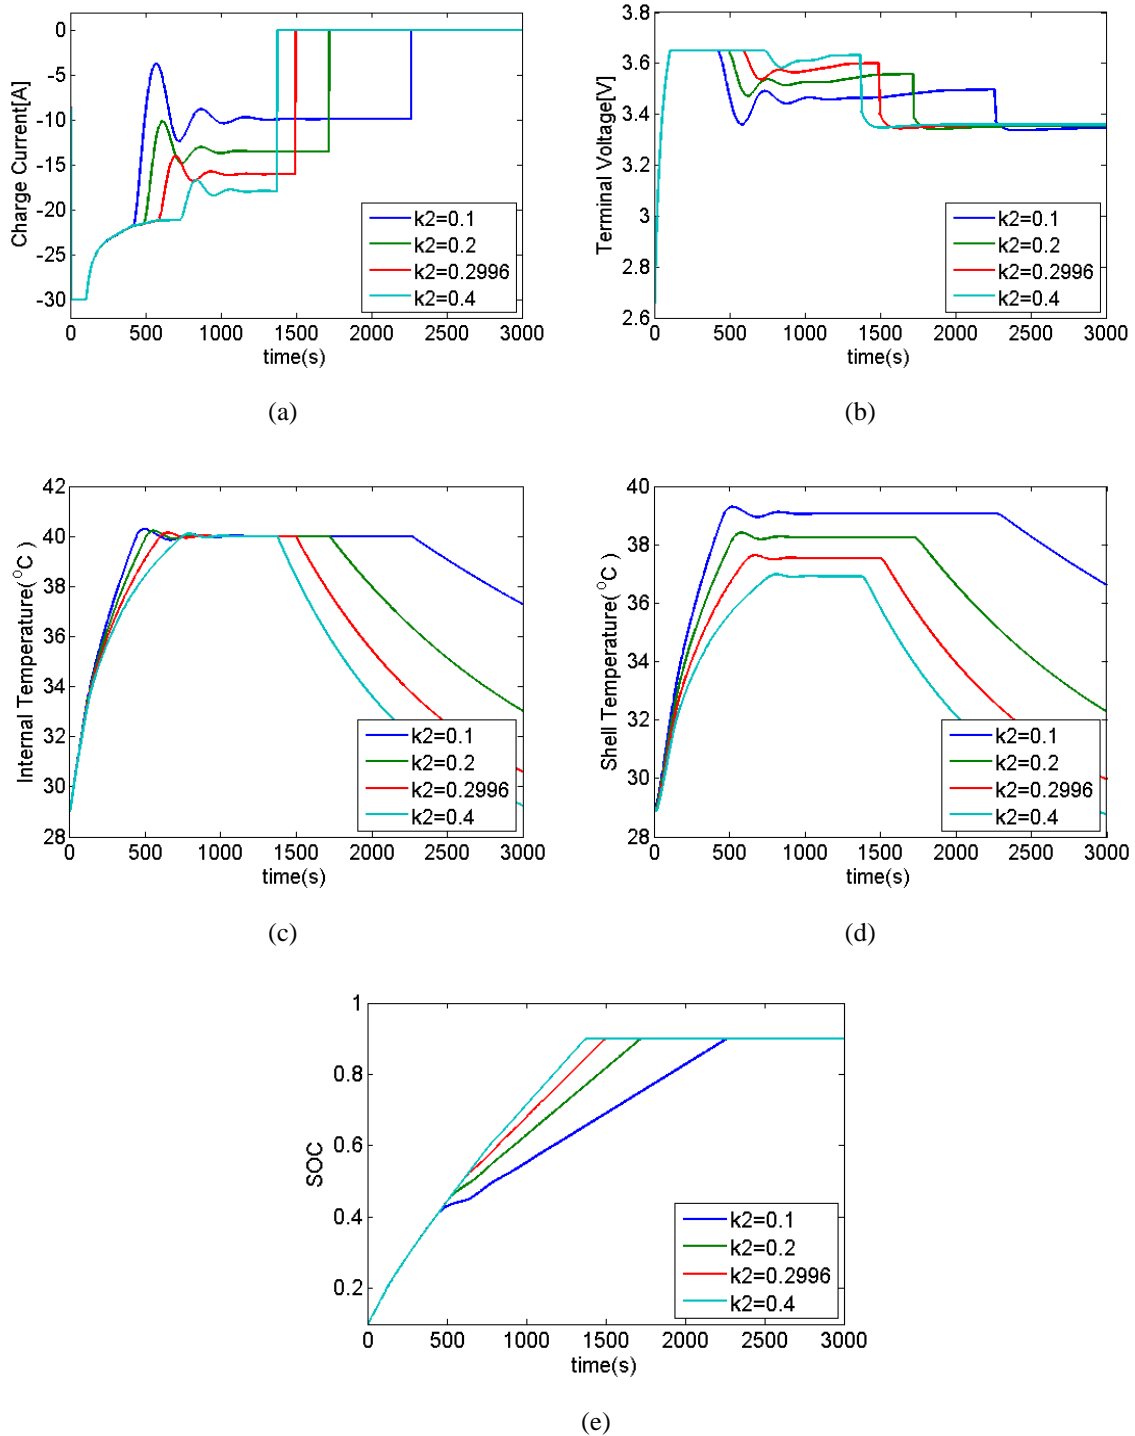 0
-5
-10
-15
-20
-25
-30
Charge Current[A]
k2=0.1
k2=0.2
k2=0.2996
k2=0.4
0 500 1000 1500 2000 2500 3000
time(s)
(a)
3.8
3.6
3.4
3.2
3
2.8
2.6
Terminal Voltage[V]
k2=0.1
k2=0.2
k2=0.2996
k2=0.4
0 500 1000 1500 2000 2500 3000
time(s)
(b)
42
40
38
36
34
32
30
28
Internal Temperature(°C )
k2=0.1
k2=0.2
k2=0.2996
k2=0.4
0 500 1000 1500 2000 2500 3000
time(s)
(c)
40
38
36
34
32
30
28
Shell Temperature(°C )
k2=0.1
k2=0.2
k2=0.2996
k2=0.4
0 500 1000 1500 2000 2500 3000
time(s)
(d)
1
0.8
0.6
0.4
0.2
SOC
k2=0.1
k2=0.2
k2=0.2996
k2=0.4
0 500 1000 1500 2000 2500 3000
time(s)
(e)